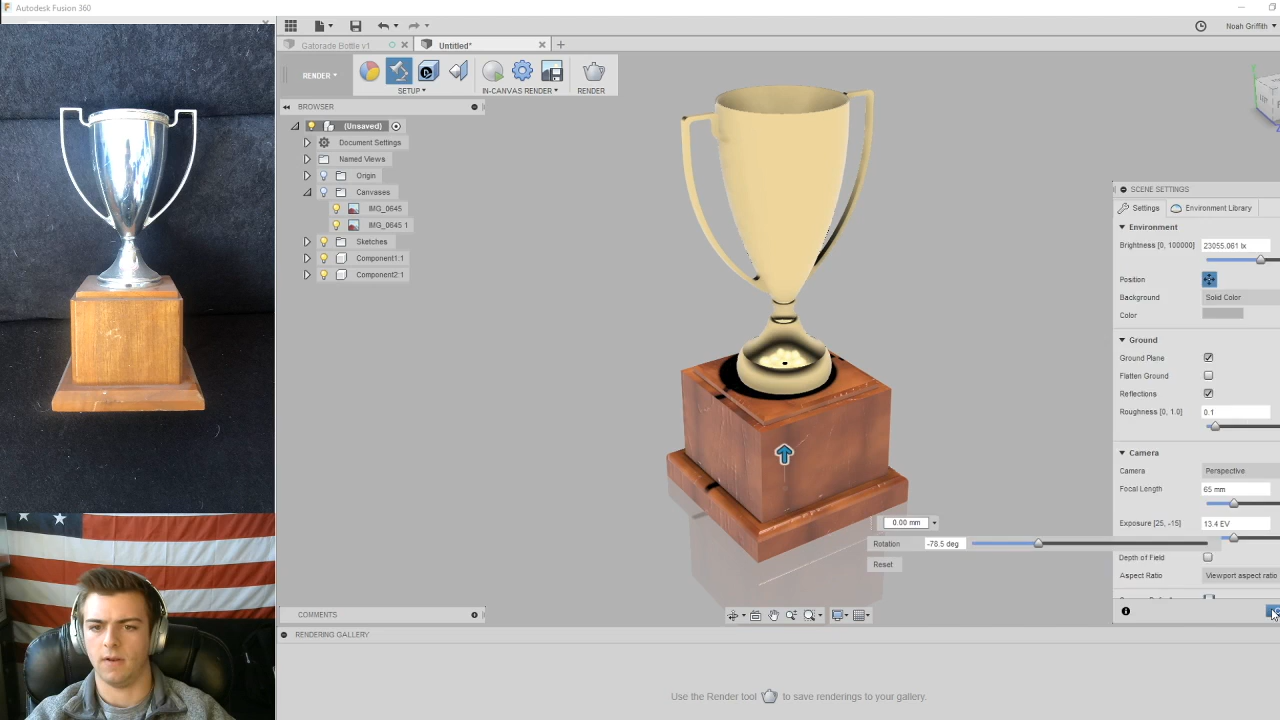 Autodesk Fusion 360
Noah Griffith
Gatorade Bottle v1
Untitled*
RENDER
SETUP
IN-CANVAS RENDER
RENDER
BROWSER
(Unsaved)
Document Settings
Named Views
Origin
Canvases
IMG_0645
IMG_0645 1
Sketches
Component1:1
Component2:1
SCENE SETTINGS
Settings
Environment Library
Environment
Brightness [0, 100000]
23055.061 lx
Position
Background
Solid Color
Color
Ground
Ground Plane
Flatten Ground
Reflections
Roughness [0, 1.0]
0.1
Camera
Camera
Perspective
Focal Length
65 mm
Exposure [25, -15]
13.4 EV
Depth of Field
Aspect Ratio
Viewport aspect ratio
0.00 mm
Rotation
-78.5 deg
Reset
COMMENTS
RENDERING GALLERY
Use the Render tool to save renderings to your gallery.